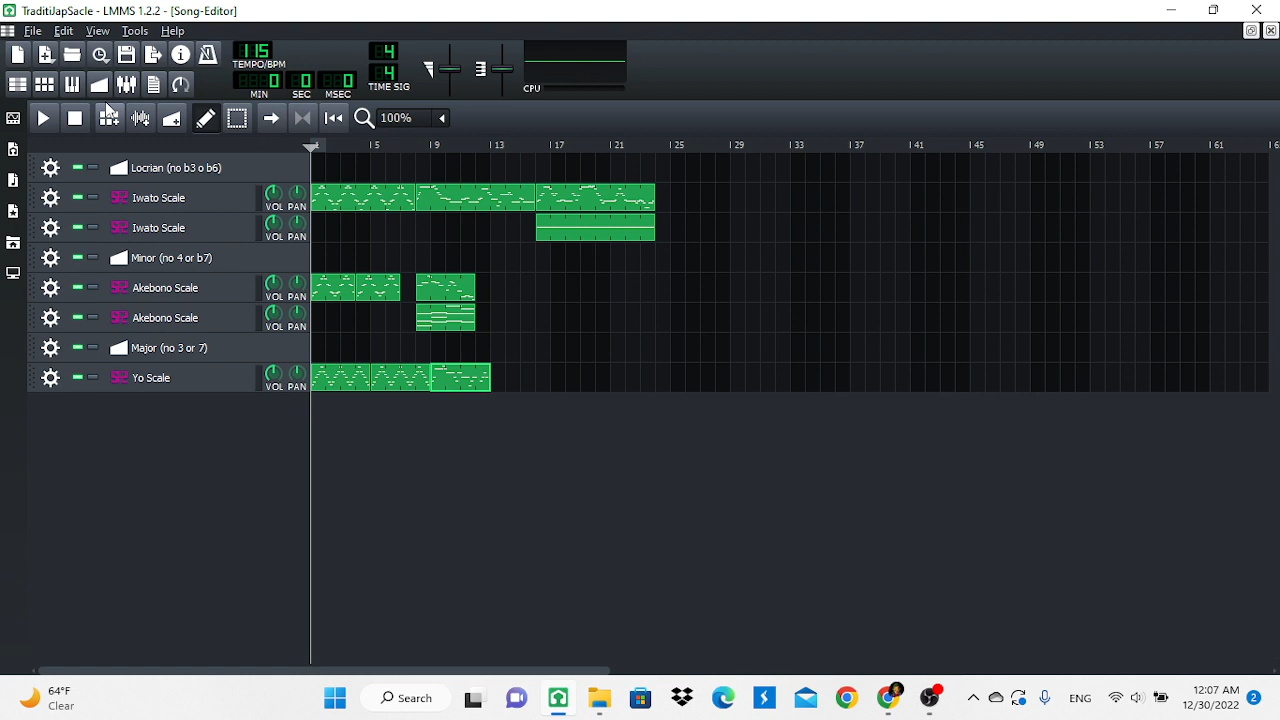 TraditiJapSacle - LMMS 1.2.2 - [Song-Editor]
File Edit View Tools Help
115
TEMPO/BPM
0 0 0
MIN SEC MSEC
4
4
TIME SIG
CPU
100%
5 9 13 17 21 25 29 33 37 41 45 49 53 57 61 6
Locrian (no b3 o b6)
Iwato Scale
VOL PAN
Iwato Scale
VOL PAN
Minor (no 4 or b7)
Akebono Scale
VOL PAN
Akebono Scale
VOL PAN
Major (no 3 or 7)
Yo Scale
VOL PAN
64°F
Clear
Search
ENG
12:07 AM
12/30/2022
2